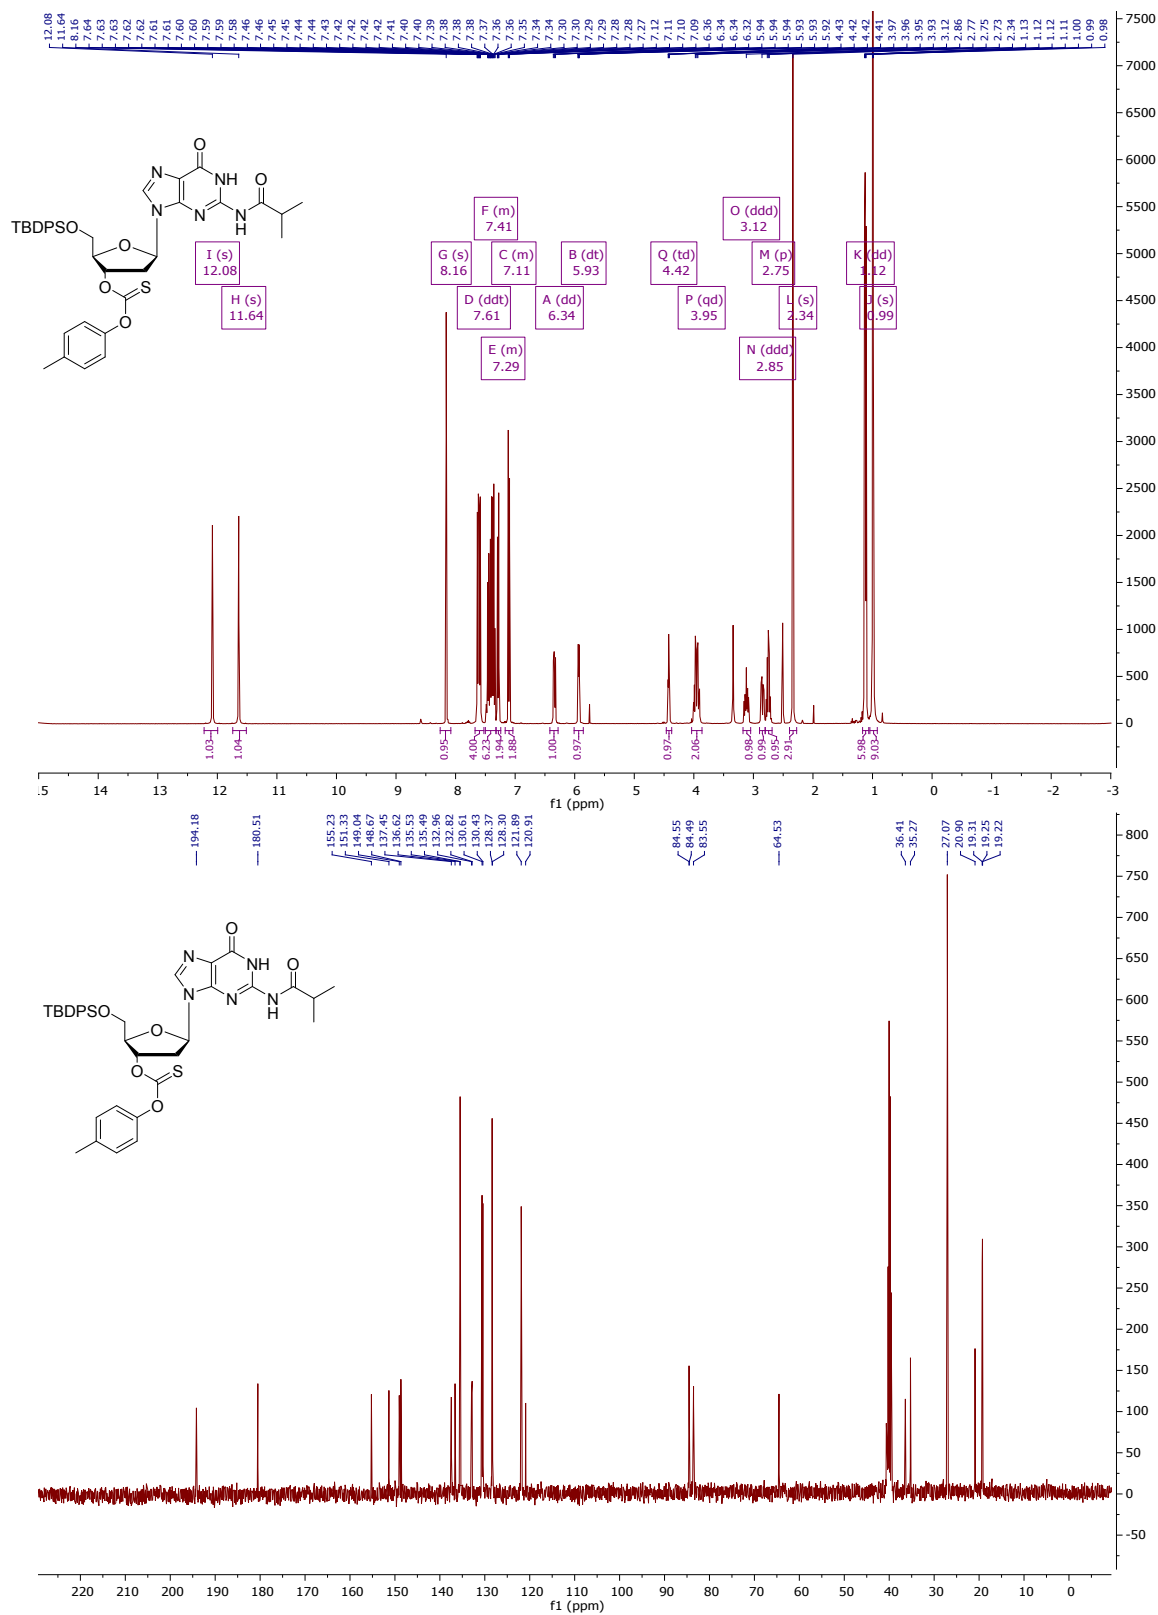 12.08 11.64 8.16 7.64 7.63 7.63 7.62 7.62 7.61 7.61 7.60 7.60 7.59 7.59 7.58 7.46 7.46 7.45 7.45 7.44 7.44 7.43 7.42 7.42 7.42 7.42 7.41 7.40 7.40 7.39 7.38 7.38 7.38 7.37 7.36 7.36 7.35 7.34 7.34 7.30 7.30 7.29 7.29 7.28 7.28 7.27 7.12 7.11 7.10 7.09 6.36 6.34 6.34 6.32 5.94 5.94 5.94 5.93 5.93 5.92 4.43 4.42 4.42 4.41 3.97 3.96 3.95 3.93 3.12 2.86 2.77 2.75 2.73 2.34 1.13 1.12 1.12 1.11 1.00 0.99 0.98
7500
7000
6500
6000
5500
5000
4500
4000
3500
3000
2500
2000
1500
1000
500
0
O
N
NH
O
N
N
NH
TBDPSO
O
O
S
O
F (m)
7.41
O (ddd)
3.12
I (s)
12.08
G (s)
8.16
C (m)
7.11
B (dt)
5.93
Q (td)
4.42
M (p)
2.75
K (dd)
1.12
H (s)
11.64
D (ddt)
7.61
A (dd)
6.34
P (qd)
3.95
L (s)
2.34
J (s)
0.99
E (m)
7.29
N (ddd)
2.85
1.03 1.04 0.95 4.00 6.23 1.94 1.88 1.00 0.97 0.97 2.06 0.98 0.99 0.95 2.91 5.98 9.03
15 14 13 12 11 10 9 8 7 6 5 4 3 2 1 0 -1 -2 -3
f1 (ppm)
194.18 180.51 155.23 151.33 149.04 148.67 137.45 136.62 135.53 135.49 132.96 132.82 130.61 130.43 128.37 128.30 121.89 120.91 84.55 84.49 83.55 64.53 36.41 35.27 27.07 20.90 19.31 19.25 19.22
800
750
700
650
600
550
500
450
400
350
300
250
200
150
100
50
0
-50
O
N
NH
O
N
N
N
H
TBDPSO
O
O
S
O
220 210 200 190 180 170 160 150 140 130 120 110 100 90 80 70 60 50 40 30 20 10 0
f1 (ppm)